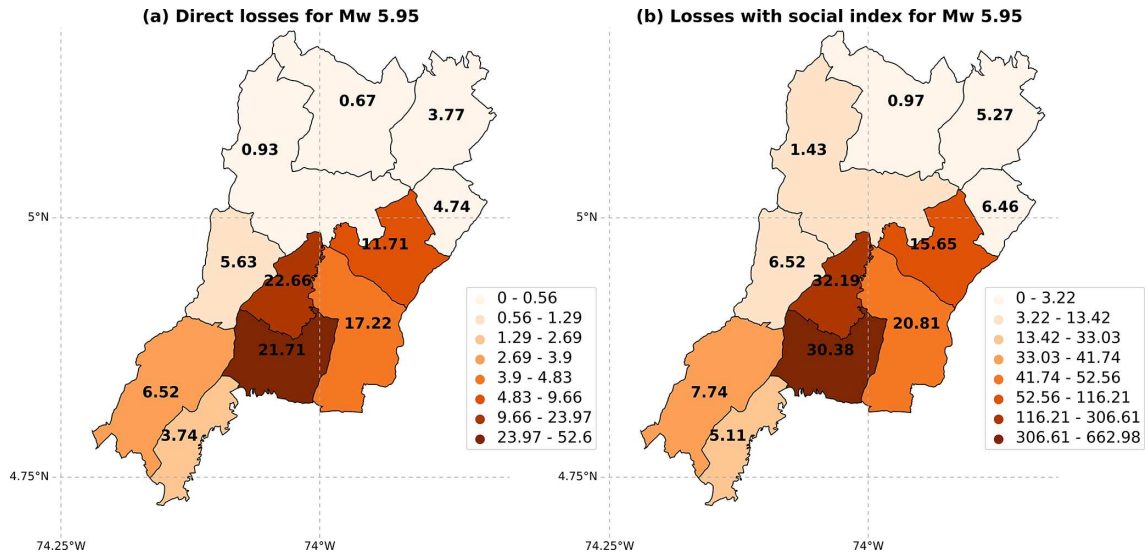 (a) Direct losses for Mw 5.95
0.67
3.77
0.93
4.74
5°N
11.71
5.63
22.66
17.22
21.71
6.52
3.74
4.75°N
74.25°W
74°W
0 - 0.56
0.56 - 1.29
1.29 - 2.69
2.69 - 3.9
3.9 - 4.83
4.83 - 9.66
9.66 - 23.97
23.97 - 52.6
(b) Losses with social index for Mw 5.95
0.97
5.27
1.43
6.46
5°N
15.65
6.52
32.19
20.81
30.38
7.74
5.11
4.75°N
74.25°W
74°W
0 - 3.22
3.22 - 13.42
13.42 - 33.03
33.03 - 41.74
41.74 - 52.56
52.56 - 116.21
116.21 - 306.61
306.61 - 662.98